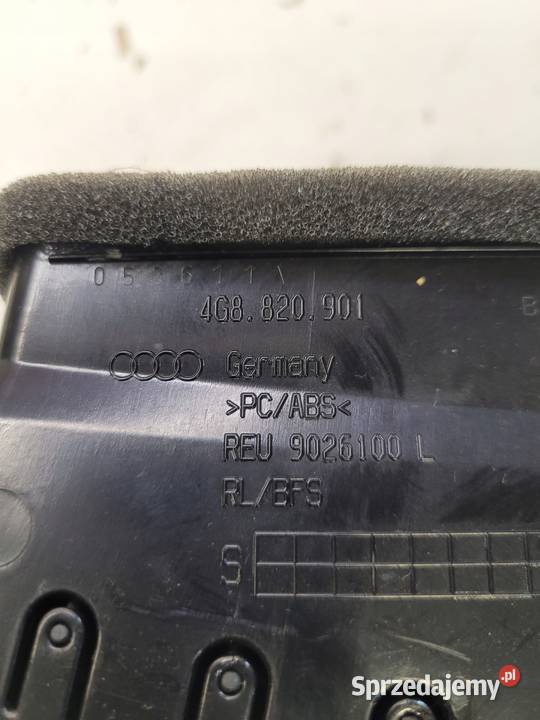 4G8.820.901
Germany
>PC/ABS<
REU 9026100 L
RL/BFS
S
Sprzedajemy.pl